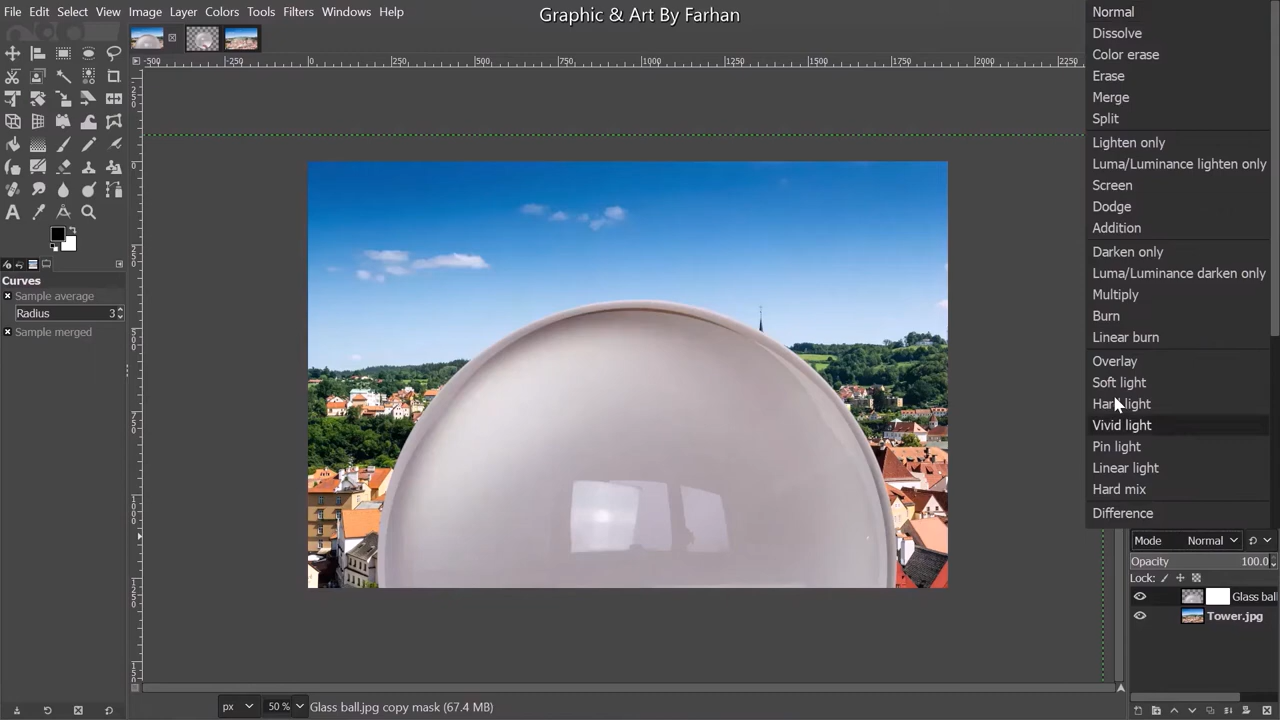 File Edit Select View Image Layer Colors Tools Filters Windows Help
Graphic & Art By Farhan
-500 -250 0 250 500 750 1000 1250 1500 1750 2000 2250
Curves
Sample average
Radius 3
Sample merged
Normal
Dissolve
Color erase
Erase
Merge
Split
Lighten only
Luma/Luminance lighten only
Screen
Dodge
Addition
Darken only
Luma/Luminance darken only
Multiply
Burn
Linear burn
Overlay
Soft light
Hard light
Vivid light
Pin light
Linear light
Hard mix
Difference
Mode Normal
Opacity 100.0
Lock:
Glass ball
Tower.jpg
px 50 % Glass ball.jpg copy mask (67.4 MB)